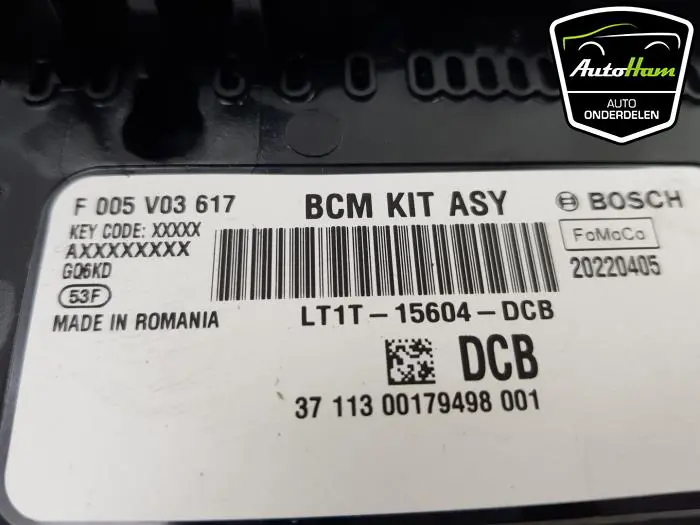 AutoHam
AUTO
ONDERDELEN
F 005 V03 617
BCM KIT ASY
BOSCH
KEY CODE: XXXXX
AXXXXXXXX
GQ6KD
FoMoCo
20220405
53F
MADE IN ROMANIA
LT1T-15604-DCB
DCB
37 113 00179498 001